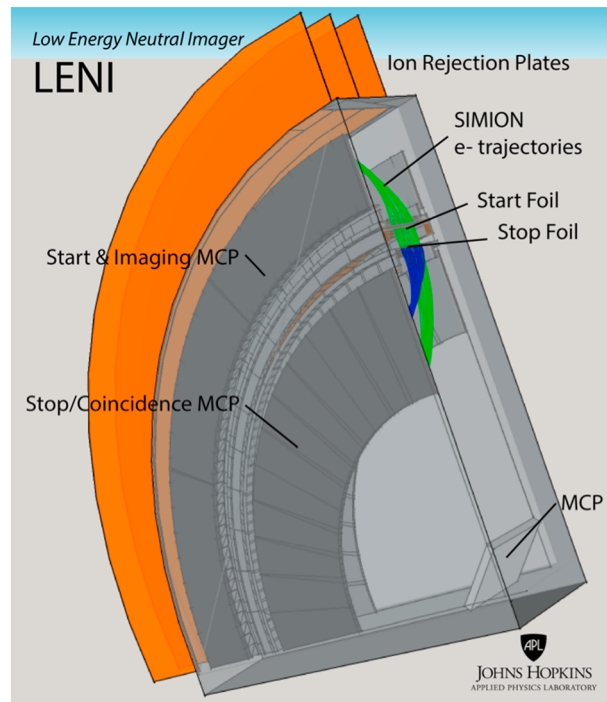 Low Energy Neutral Imager
LENI
Ion Rejection Plates
SIMION
e- trajectories
Start Foil
Stop Foil
Start & Imaging MCP
Stop/Coincidence MCP
MCP
APL
JOHNS HOPKINS
APPLIED PHYSICS LABORATORY